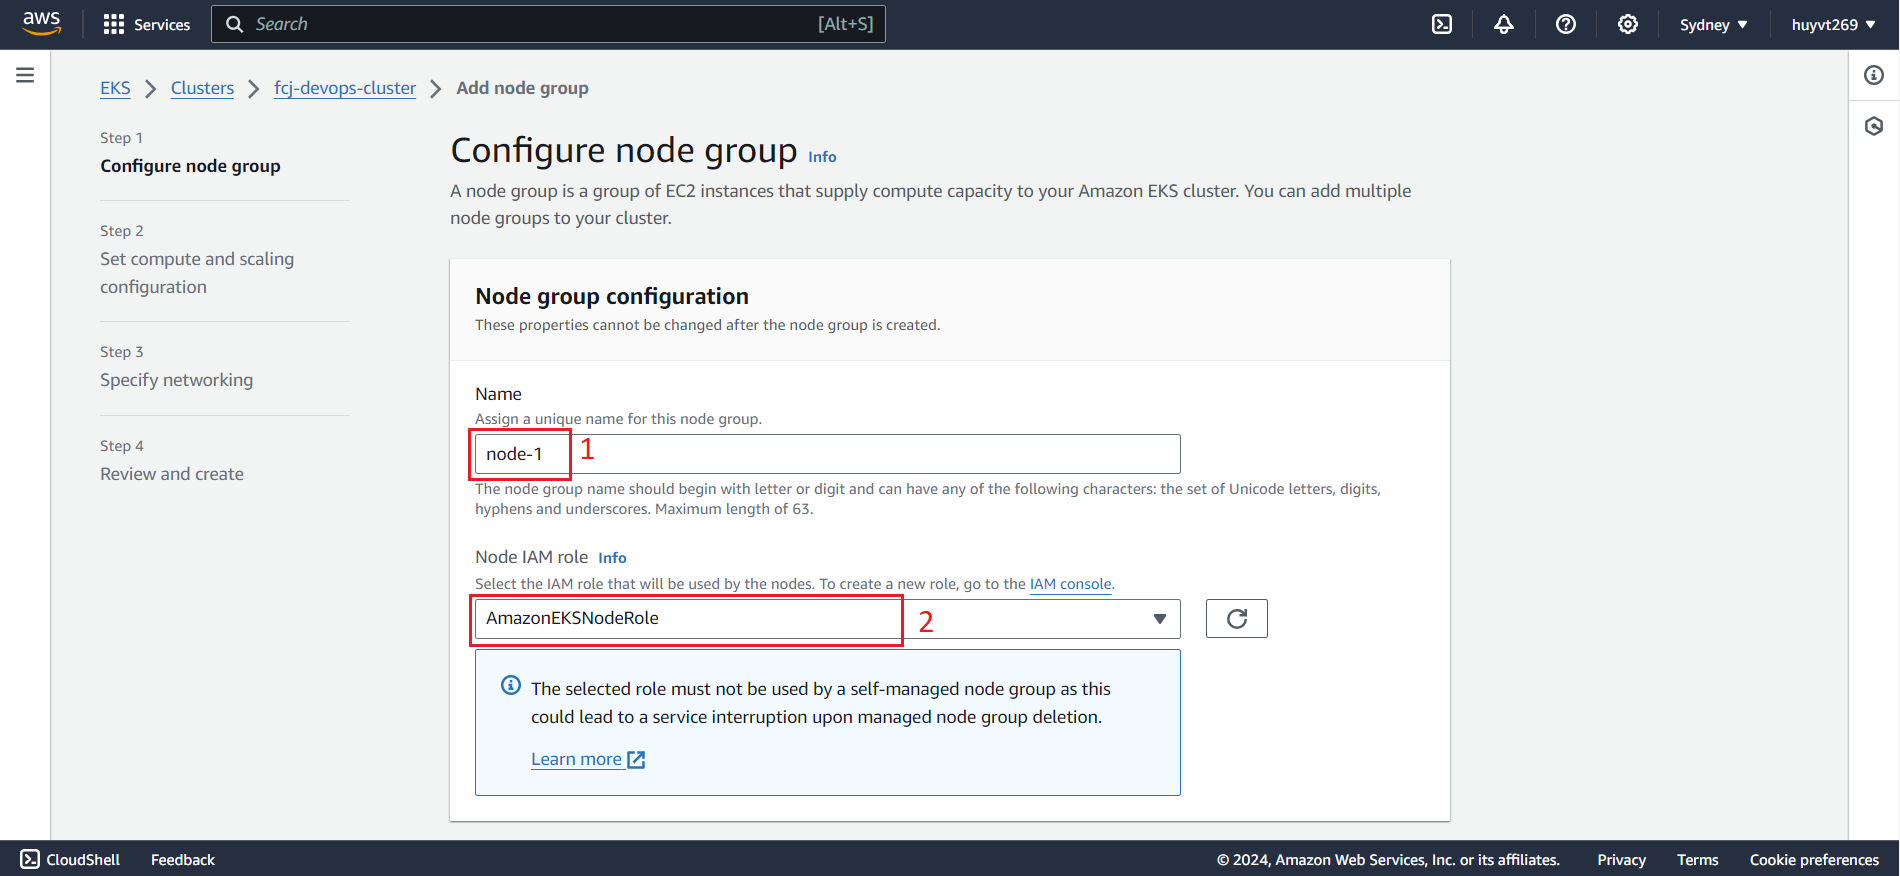 aws
Services
Search
[Alt+S]
Sydney
huyvt269
EKS
Clusters
fcj-devops-cluster
Add node group
Step 1
Configure node group
Step 2
Set compute and scaling
configuration
Step 3
Specify networking
Step 4
Review and create
Configure node group Info
A node group is a group of EC2 instances that supply compute capacity to your Amazon EKS cluster. You can add multiple
node groups to your cluster.
Node group configuration
These properties cannot be changed after the node group is created.
Name
Assign a unique name for this node group.
node-1
1
The node group name should begin with letter or digit and can have any of the following characters: the set of Unicode letters, digits,
hyphens and underscores. Maximum length of 63.
Node IAM role Info
Select the IAM role that will be used by the nodes. To create a new role, go to the IAM console.
AmazonEKSNodeRole
2
The selected role must not be used by a self-managed node group as this
could lead to a service interruption upon managed node group deletion.
Learn more
CloudShell
Feedback
© 2024, Amazon Web Services, Inc. or its affiliates.
Privacy
Terms
Cookie preferences